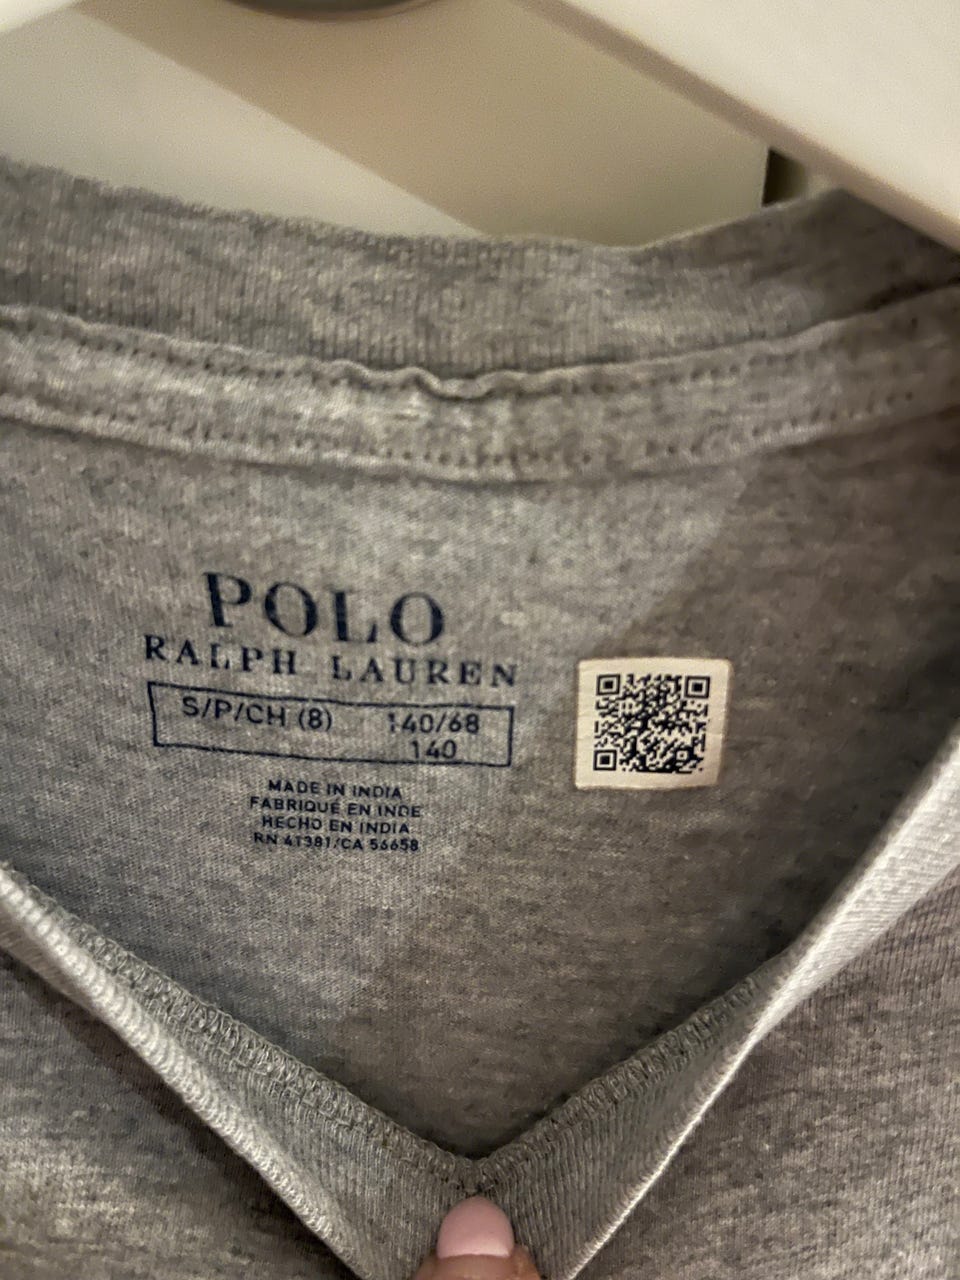 POLO
RALPH LAUREN
S/P/CH (8) 140/68
140
MADE IN INDIA
FABRIQUÉ EN INDE
HECHO EN INDIA
RN 41381/CA 56658